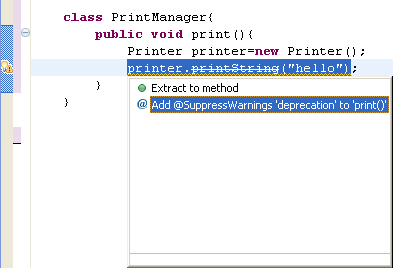 class PrintManager{
public void print(){
Printer printer=new Printer();
printer.printString("hello");
Extract to method
@ Add @SuppressWarnings 'deprecation' to 'print()'
}
}